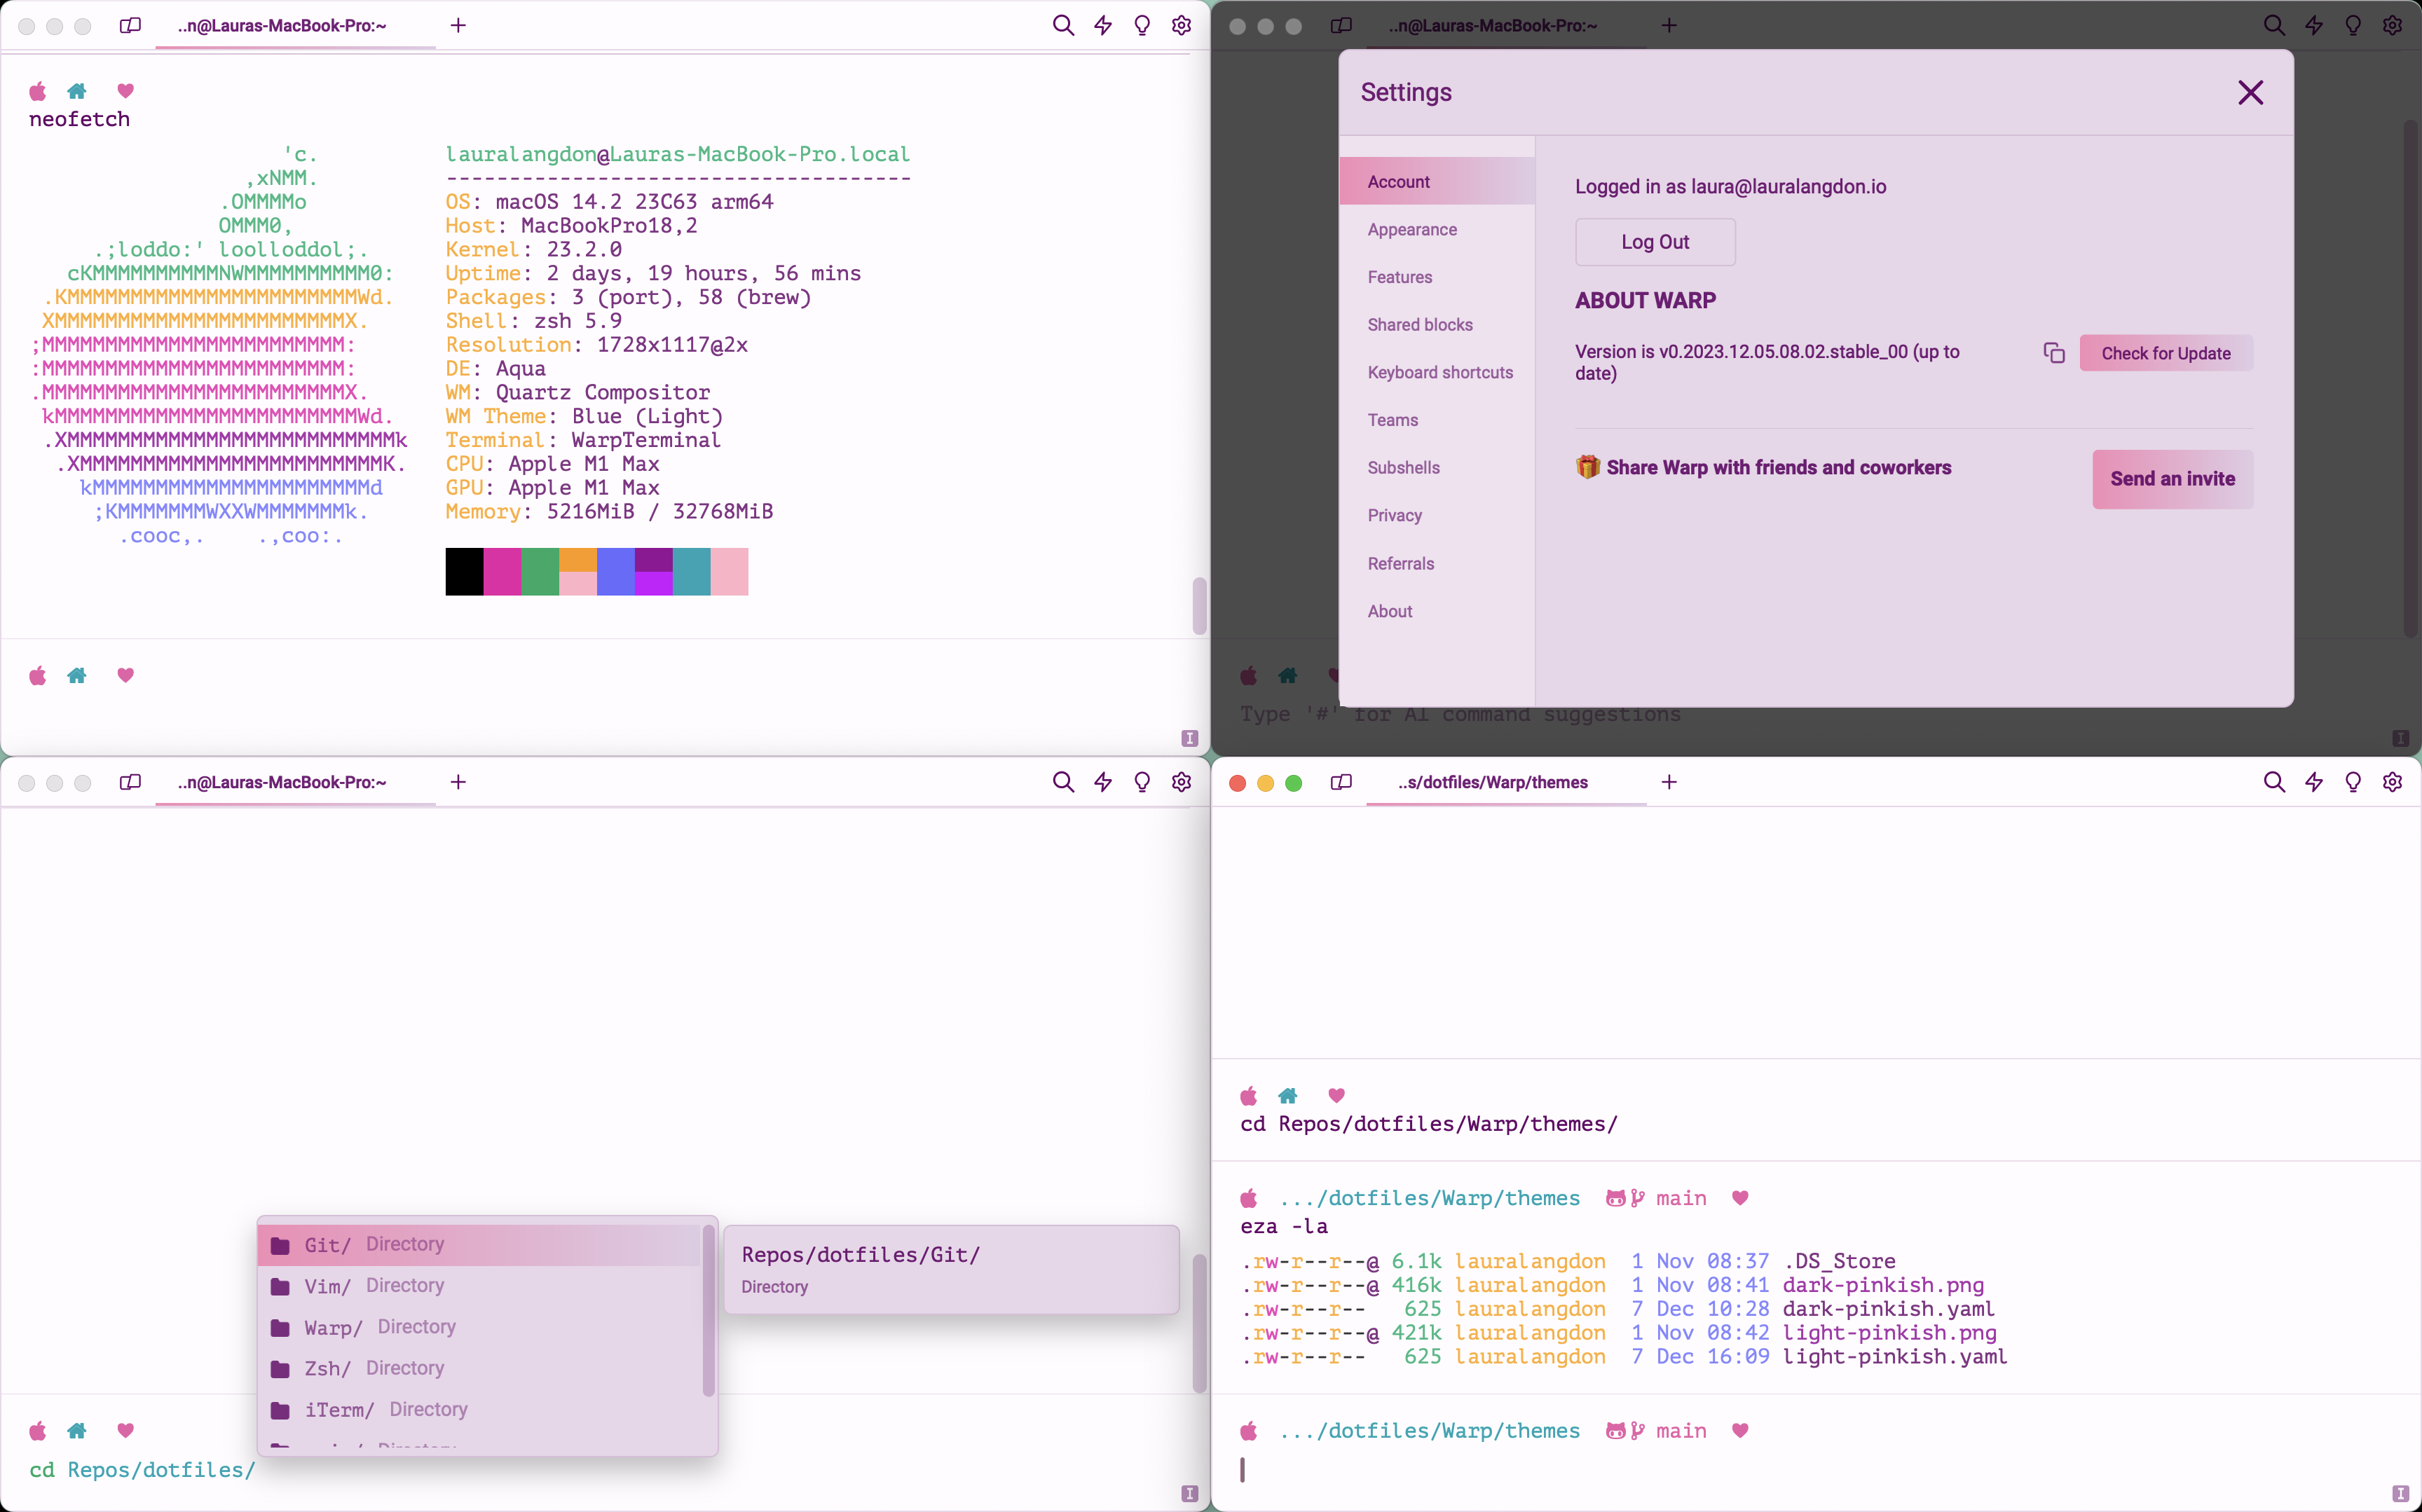 ..n@Lauras-MacBook-Pro:~
neofetch
'c.
,xNMM.
.OMMMMo
OMMM0,
.;loddo:' loolloddol;.
cKMMMMMMMMMMNWMMMMMMMMMM0:
.KMMMMMMMMMMMMMMMMMMMMMMMWd.
XMMMMMMMMMMMMMMMMMMMMMMMX.
;MMMMMMMMMMMMMMMMMMMMMMMM:
:MMMMMMMMMMMMMMMMMMMMMMMM:
.MMMMMMMMMMMMMMMMMMMMMMMMX.
kMMMMMMMMMMMMMMMMMMMMMMMMWd.
.XMMMMMMMMMMMMMMMMMMMMMMMMMMk
.XMMMMMMMMMMMMMMMMMMMMMMMMK.
kMMMMMMMMMMMMMMMMMMMMMMd
;KMMMMMMMWXXWMMMMMMMk.
.cooc,.    .,coo:.
lauralangdon@Lauras-MacBook-Pro.local
-------------------------------------
OS: macOS 14.2 23C63 arm64
Host: MacBookPro18,2
Kernel: 23.2.0
Uptime: 2 days, 19 hours, 56 mins
Packages: 3 (port), 58 (brew)
Shell: zsh 5.9
Resolution: 1728x1117@2x
DE: Aqua
WM: Quartz Compositor
WM Theme: Blue (Light)
Terminal: WarpTerminal
CPU: Apple M1 Max
GPU: Apple M1 Max
Memory: 5216MiB / 32768MiB
..n@Lauras-MacBook-Pro:~
Settings
Account
Appearance
Features
Shared blocks
Keyboard shortcuts
Teams
Subshells
Privacy
Referrals
About
Logged in as laura@lauralangdon.io
Log Out
ABOUT WARP
Version is v0.2023.12.05.08.02.stable_00 (up to
date)
Check for Update
Share Warp with friends and coworkers
Send an invite
Type '#' for AI command suggestions
..n@Lauras-MacBook-Pro:~
Git/ Directory
Vim/ Directory
Warp/ Directory
Zsh/ Directory
iTerm/ Directory
Directory
Repos/dotfiles/Git/
Directory
cd Repos/dotfiles/
..s/dotfiles/Warp/themes
cd Repos/dotfiles/Warp/themes/
.../dotfiles/Warp/themes main
eza -la
.rw-r--r--@ 6.1k lauralangdon 1 Nov 08:37 .DS_Store
.rw-r--r--@ 416k lauralangdon 1 Nov 08:41 dark-pinkish.png
.rw-r--r-- 625 lauralangdon 7 Dec 10:28 dark-pinkish.yaml
.rw-r--r--@ 421k lauralangdon 1 Nov 08:42 light-pinkish.png
.rw-r--r-- 625 lauralangdon 7 Dec 16:09 light-pinkish.yaml
.../dotfiles/Warp/themes main